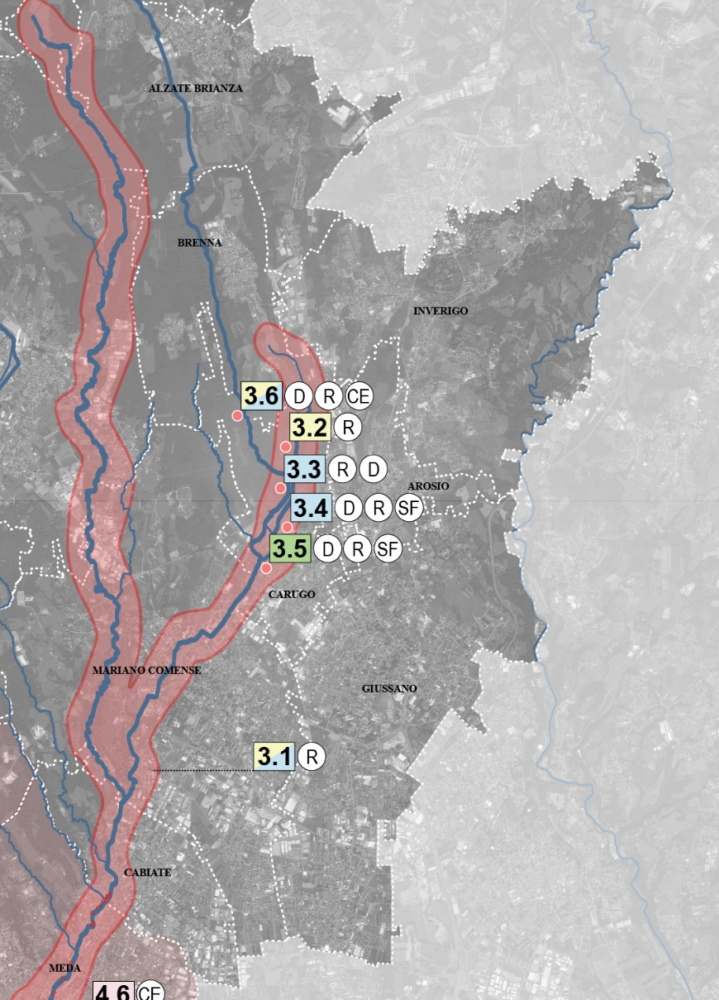 ALZATE BRIANZA
BRENNA
INVERIGO
3.6 D R CE
3.2 R
3.3 R D
AROSIO
3.4 D R SF
3.5 D R SF
CARUGO
MARIANO COMENSE
GIUSSANO
3.1 R
CABIATE
MEDA
4.6 CE